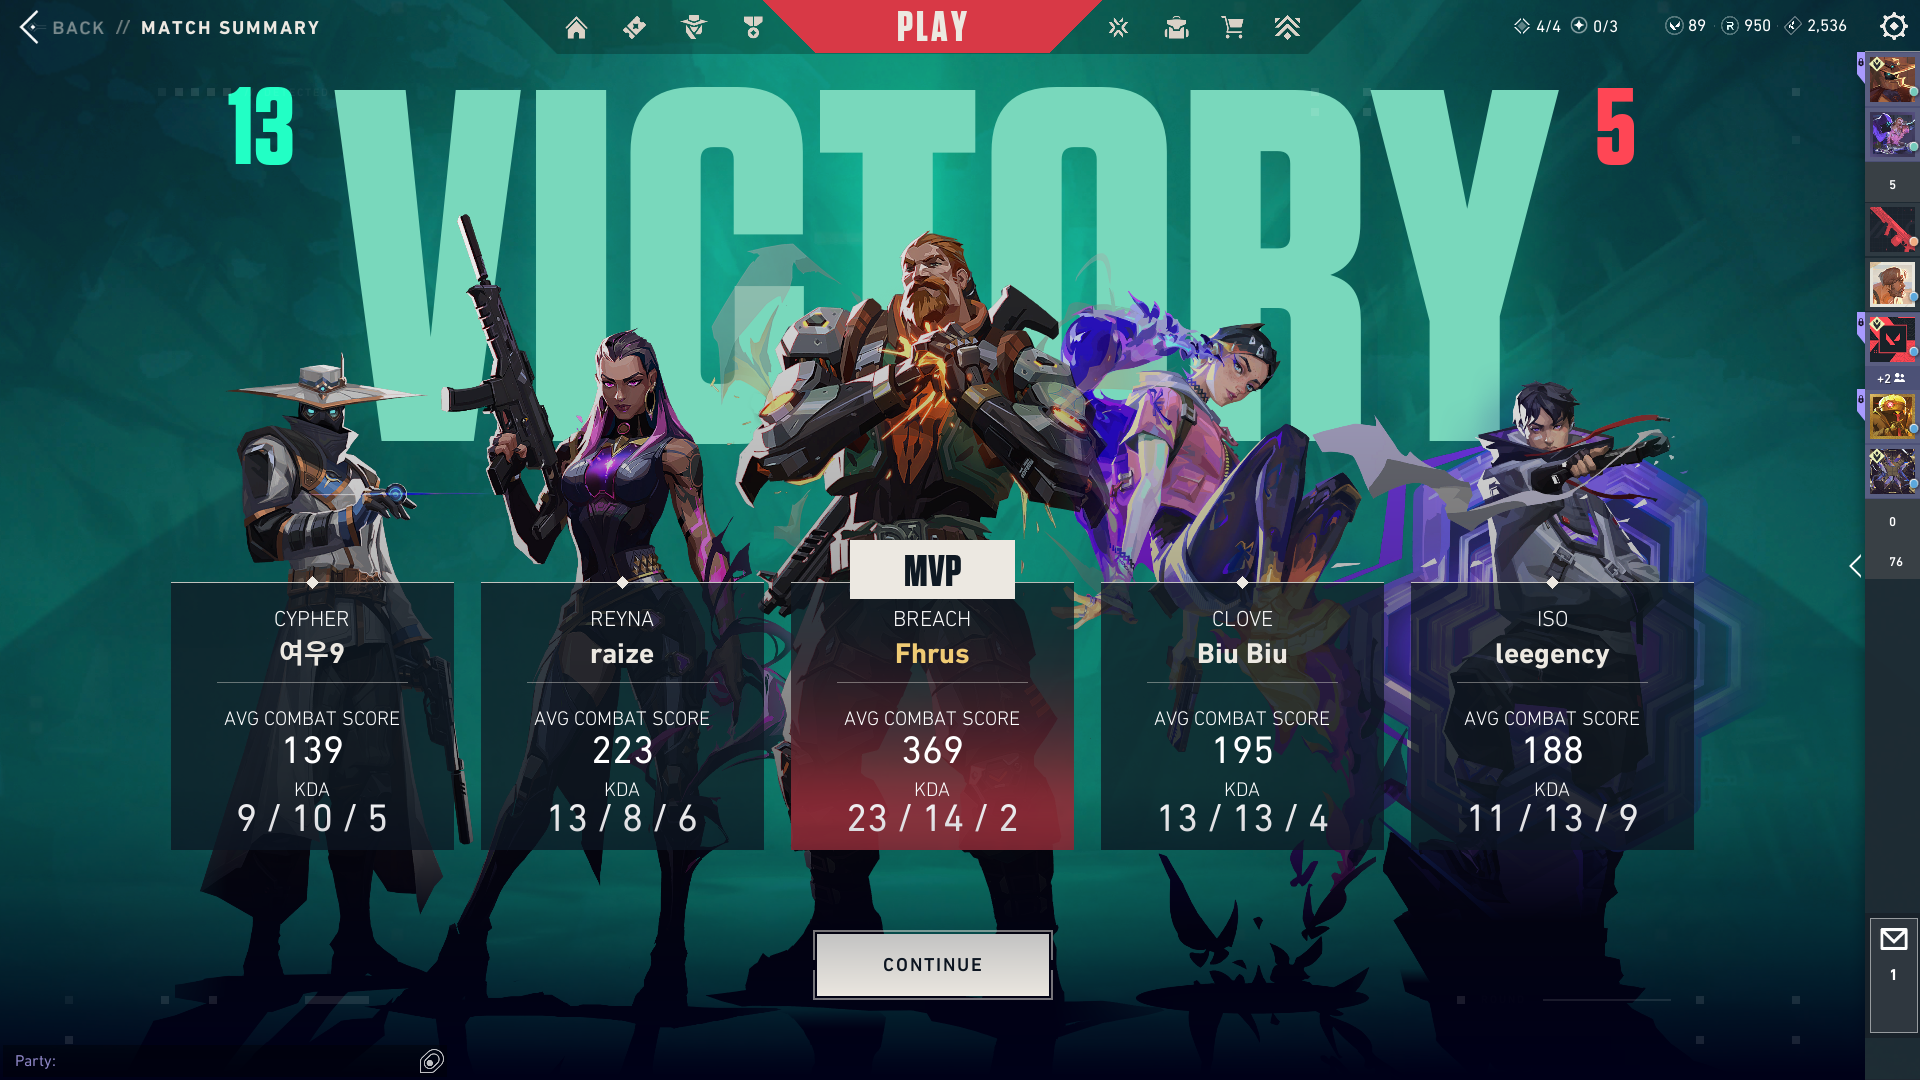 BACK // MATCH SUMMARY
PLAY
4/4 0/3 89 950 2,536
13 VICTORY 5
MVP
CYPHER
여우9
AVG COMBAT SCORE
139
KDA
9 / 10 / 5
REYNA
raize
AVG COMBAT SCORE
223
KDA
13 / 8 / 6
BREACH
Fhrus
AVG COMBAT SCORE
369
KDA
23 / 14 / 2
CLOVE
Biu Biu
AVG COMBAT SCORE
195
KDA
13 / 13 / 4
ISO
leegency
AVG COMBAT SCORE
188
KDA
11 / 13 / 9
CONTINUE
Party:
5
+2
0
76
1